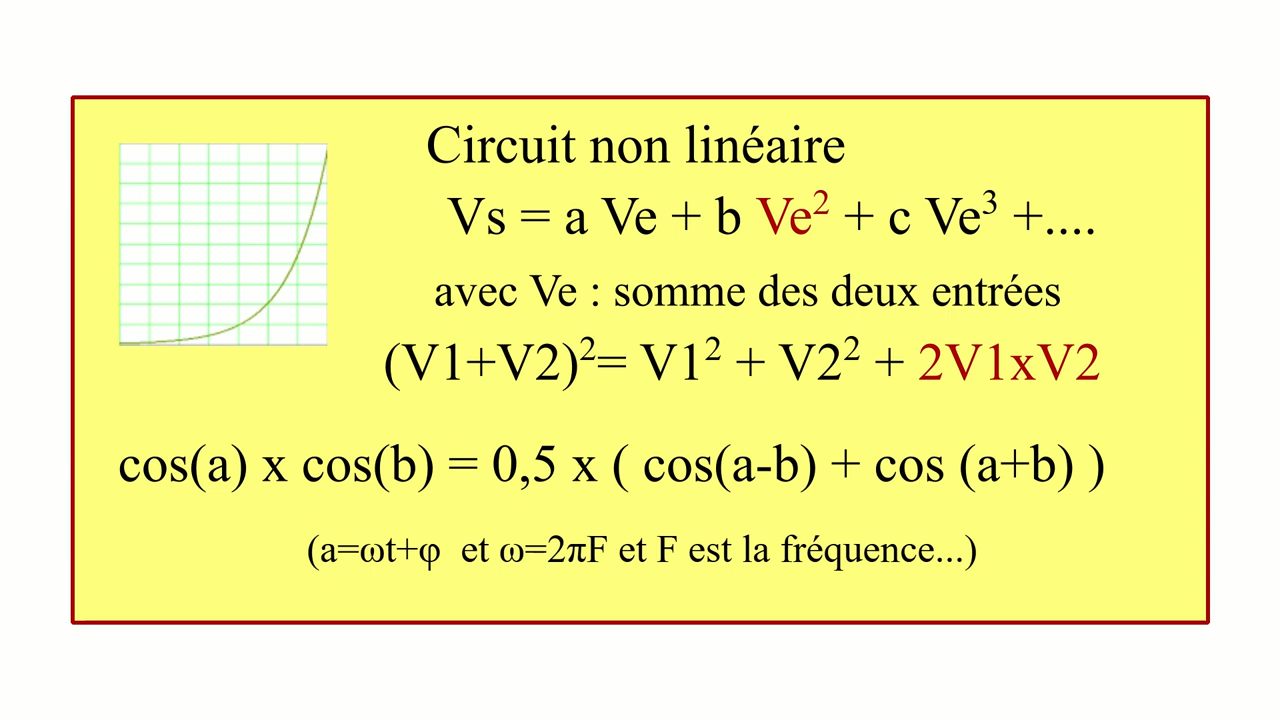 Circuit non linéaire
Vs = a Ve + b Ve² + c Ve³ +....
avec Ve : somme des deux entrées
(V1+V2)²= V1² + V2² + 2V1xV2
cos(a) x cos(b) = 0,5 x ( cos(a-b) + cos (a+b) )
(a=ωt+φ  et ω=2πF et F est la fréquence...)